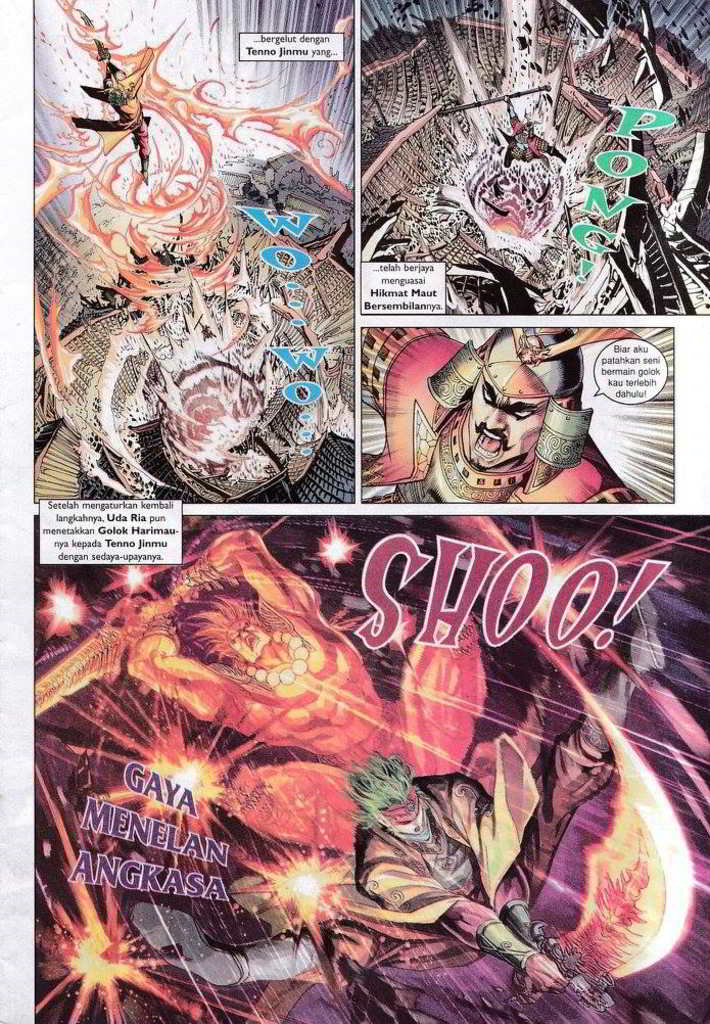 ...bergelut dengan
Tenno Jinmu yang...
WO...WO...
PONG!
...telah berjaya
menguasai
Hikmat Maut
Bersembilannya.
Biar aku
patahkan seni
bermain golok
kau terlebih
dahulu!
Setelah mengaturkan kembali
langkahnya, Uda Ria pun
menetakkan Golok Harimau-
nya kepada Tenno Jinmu
dengan sedaya-upayanya.
SHOO!
GAYA
MENELAN
ANGKASA